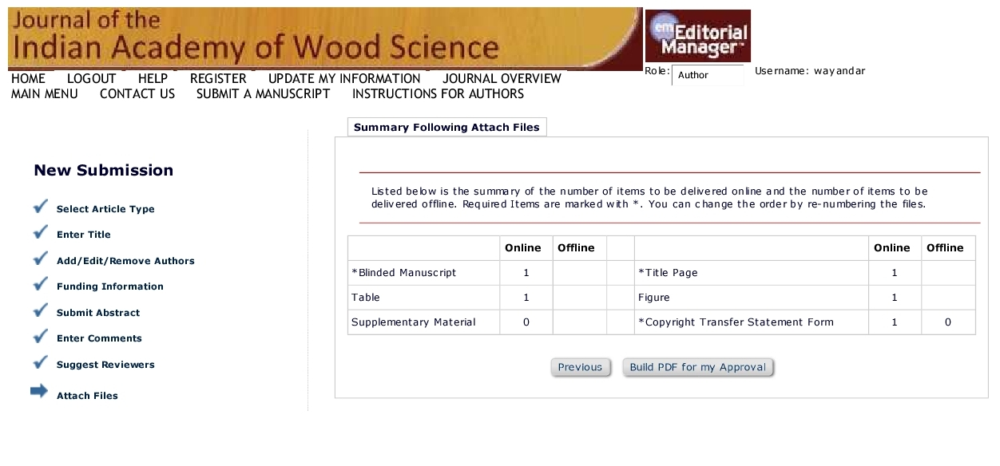 Journal of the
Indian Academy of Wood Science
em Editorial
Manager™
Role: Author Username: wayandar
HOME LOGOUT HELP REGISTER UPDATE MY INFORMATION JOURNAL OVERVIEW
MAIN MENU CONTACT US SUBMIT A MANUSCRIPT INSTRUCTIONS FOR AUTHORS
New Submission
Select Article Type
Enter Title
Add/Edit/Remove Authors
Funding Information
Submit Abstract
Enter Comments
Suggest Reviewers
Attach Files
Summary Following Attach Files
Listed below is the summary of the number of items to be delivered online and the number of items to be
delivered offline. Required Items are marked with *. You can change the order by re-numbering the files.
Online Offline Online Offline
*Blinded Manuscript 1 *Title Page 1
Table 1 Figure 1
Supplementary Material 0 *Copyright Transfer Statement Form 1 0
Previous Build PDF for my Approval